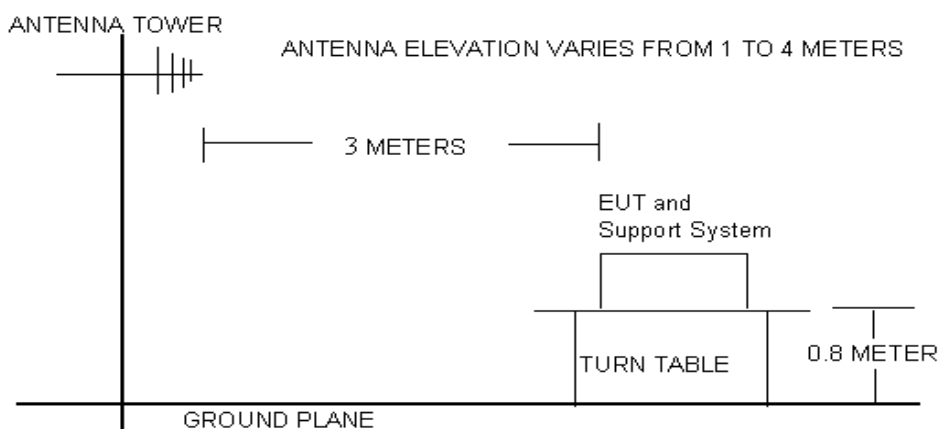 ANTENNA TOWER
ANTENNA ELEVATION VARIES FROM 1 TO 4 METERS
3 METERS
EUT and
Support System
TURN TABLE
0.8 METER
GROUND PLANE